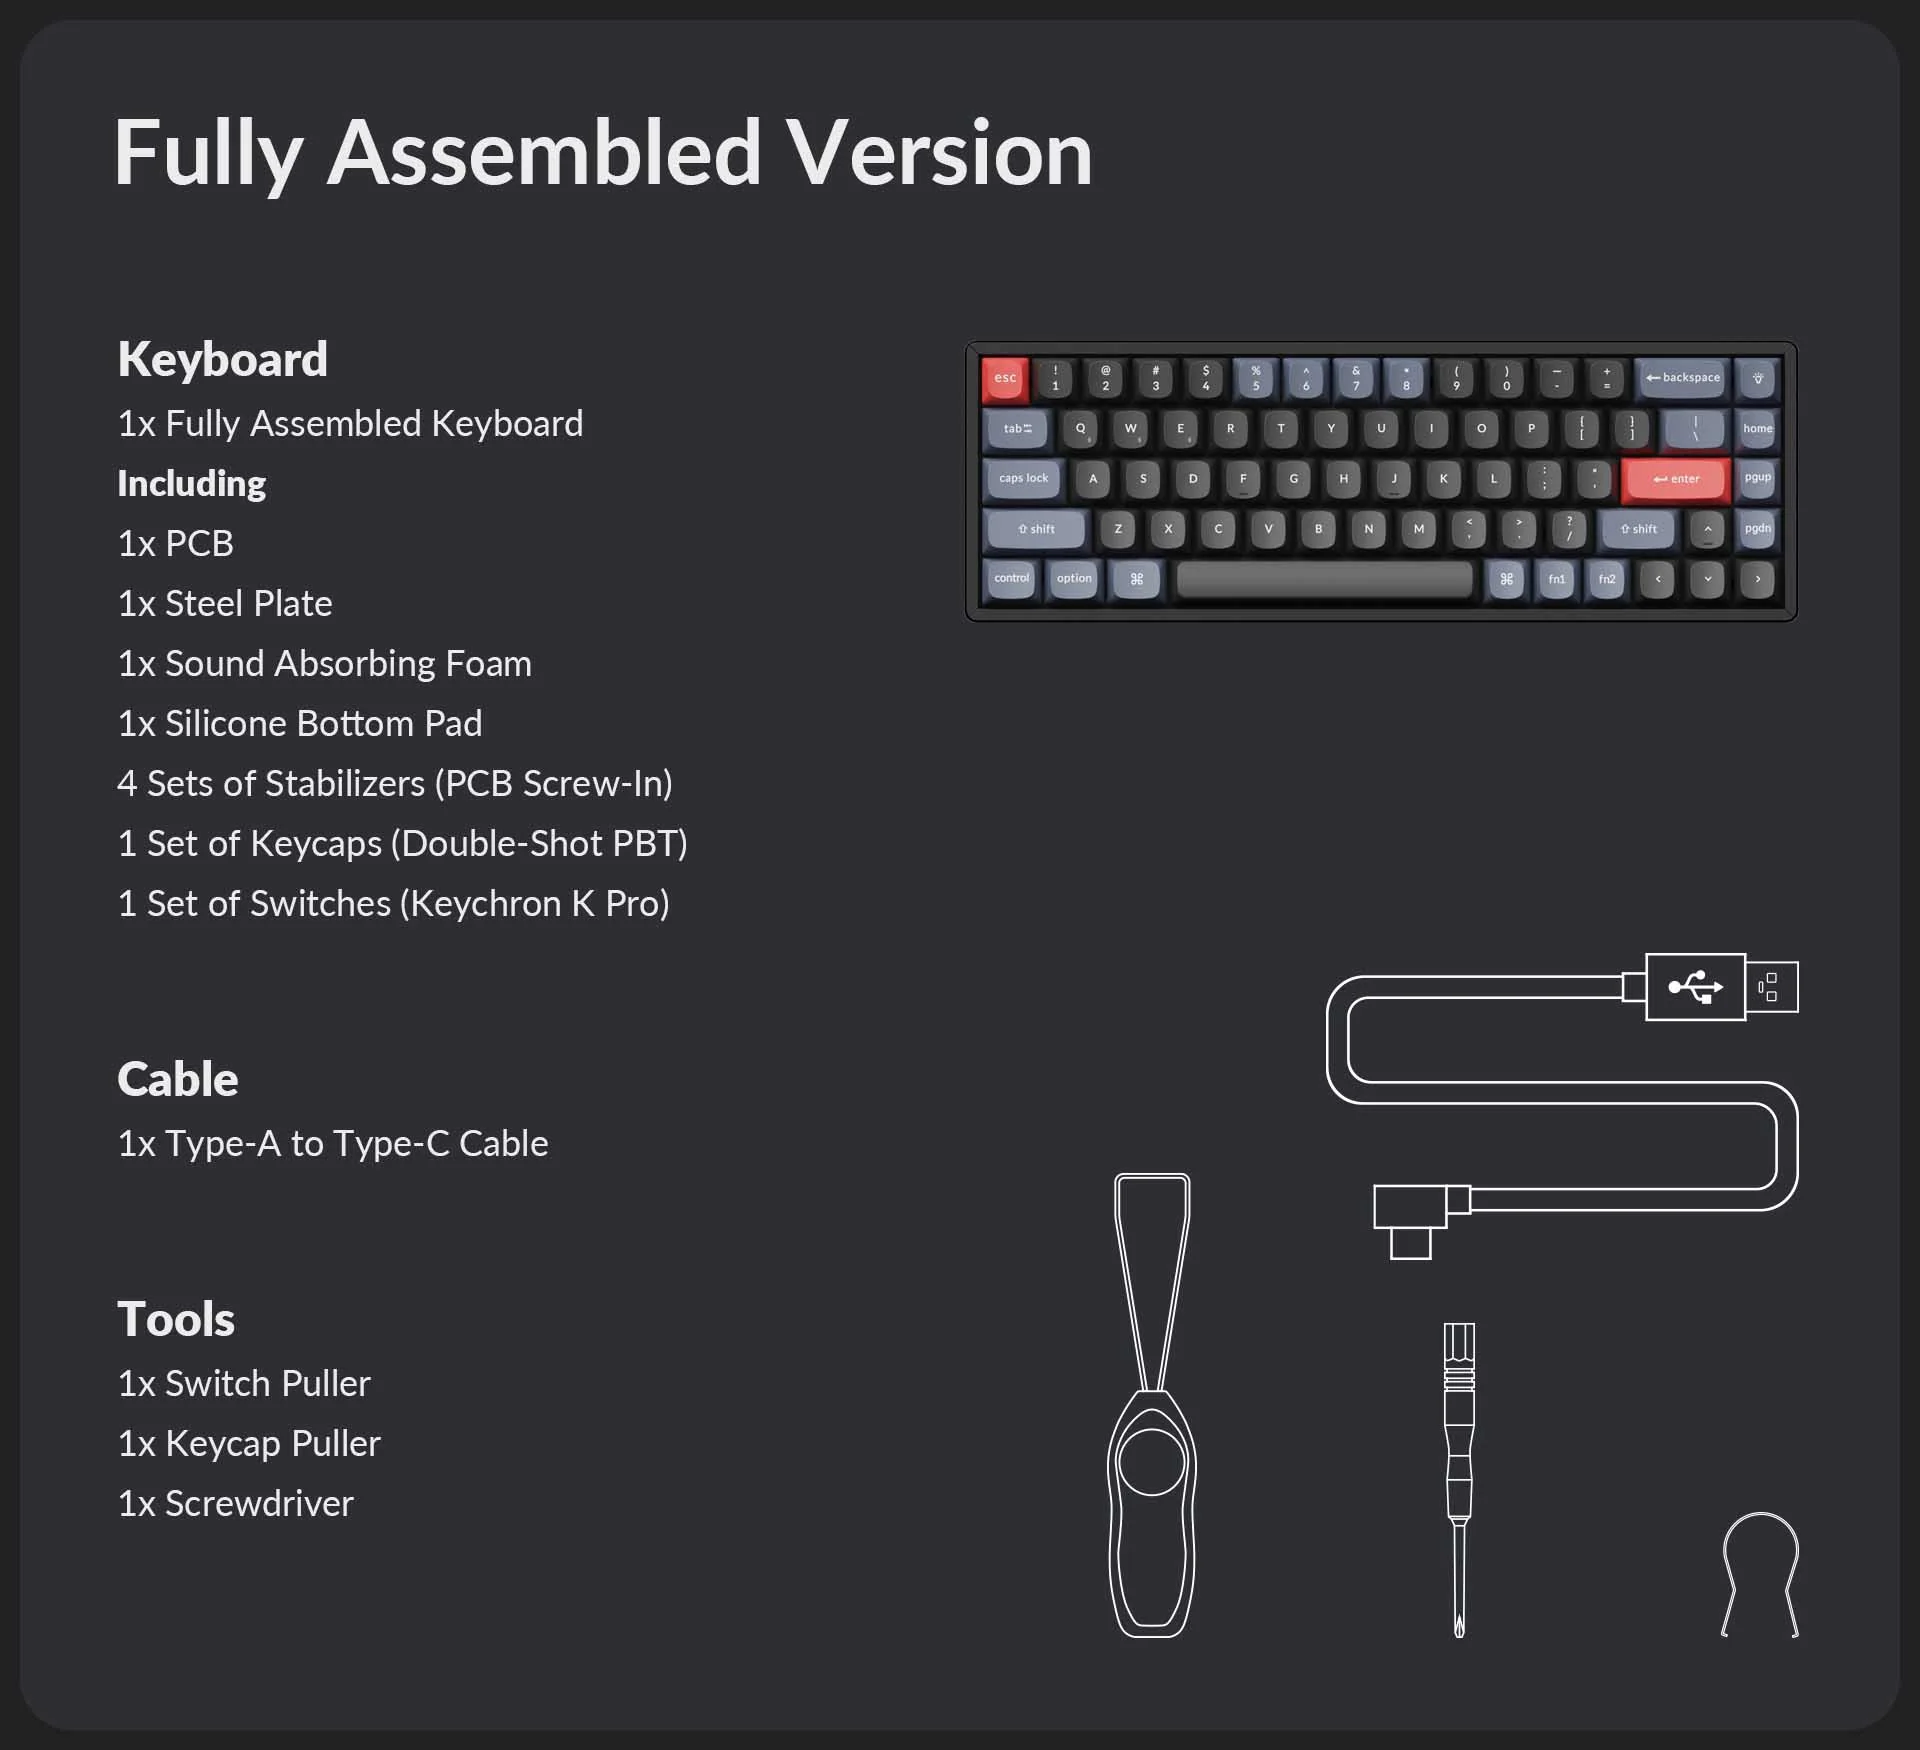 Fully Assembled Version
Keyboard
1x Fully Assembled Keyboard
Including
1x PCB
1x Steel Plate
1x Sound Absorbing Foam
1x Silicone Bottom Pad
4 Sets of Stabilizers (PCB Screw-In)
1 Set of Keycaps (Double-Shot PBT)
1 Set of Switches (Keychron K Pro)
esc ! 1 @ 2 # 3 $ 4 % 5 ^ 6 & 7 * 8 ( 9 ) 0 — - + = ← backspace
tab Q W E R T Y U I O P { [ } ] | \ home
caps lock A S D F G H J K L : ; " ' ↵ enter pgup
⇧ shift Z X C V B N M < , > . ? / ⇧ shift ^ pgdn
control option ⌘ ⌘ fn1 fn2 < ⌄ >
Cable
1x Type-A to Type-C Cable
Tools
1x Switch Puller
1x Keycap Puller
1x Screwdriver